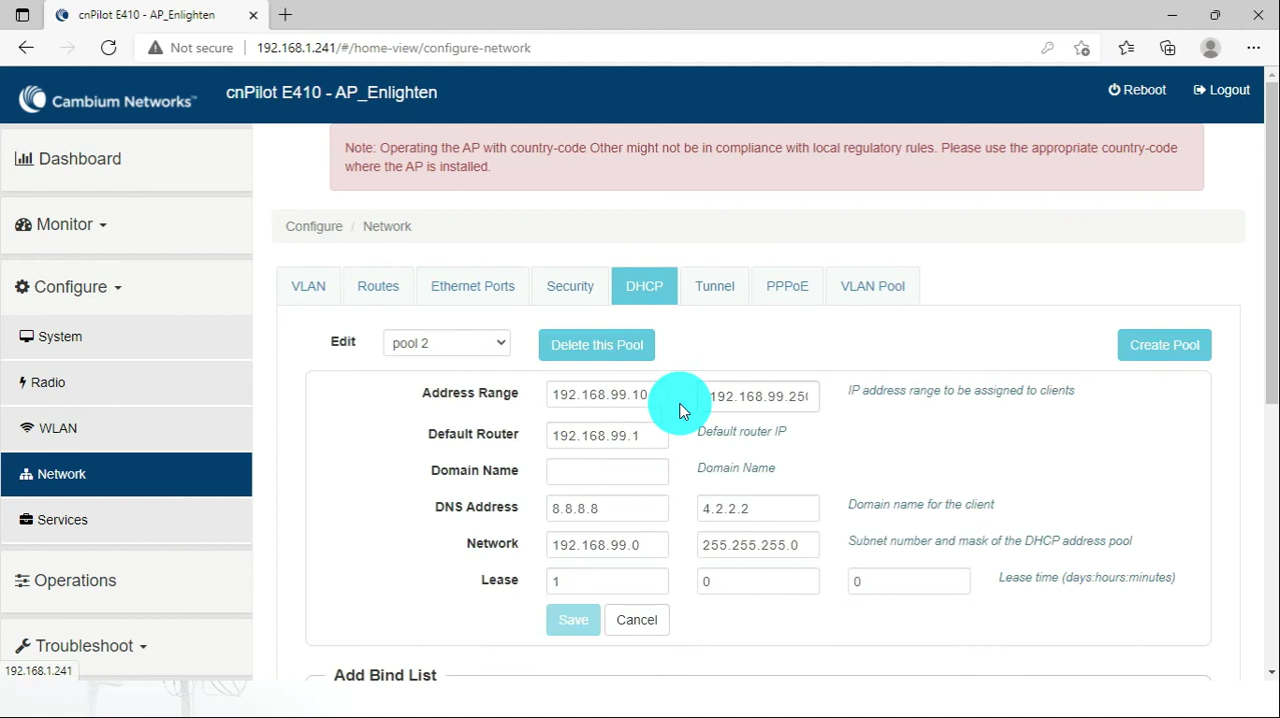 cnPilot E410 - AP_Enlighten
Not secure
192.168.1.241/#/home-view/configure-network
Cambium Networks™
cnPilot E410 - AP_Enlighten
Reboot
Logout
Dashboard
Monitor
Configure
System
Radio
WLAN
Network
Services
Operations
Troubleshoot
192.168.1.241
Note: Operating the AP with country-code Other might not be in compliance with local regulatory rules. Please use the appropriate country-code
where the AP is installed.
Configure / Network
VLAN Routes Ethernet Ports Security DHCP Tunnel PPPoE VLAN Pool
Edit pool 2 Delete this Pool Create Pool
Address Range 192.168.99.10 192.168.99.25 IP address range to be assigned to clients
Default Router 192.168.99.1 Default router IP
Domain Name Domain Name
DNS Address 8.8.8.8 4.2.2.2 Domain name for the client
Network 192.168.99.0 255.255.255.0 Subnet number and mask of the DHCP address pool
Lease 1 0 0 Lease time (days:hours:minutes)
Save Cancel
Add Bind List